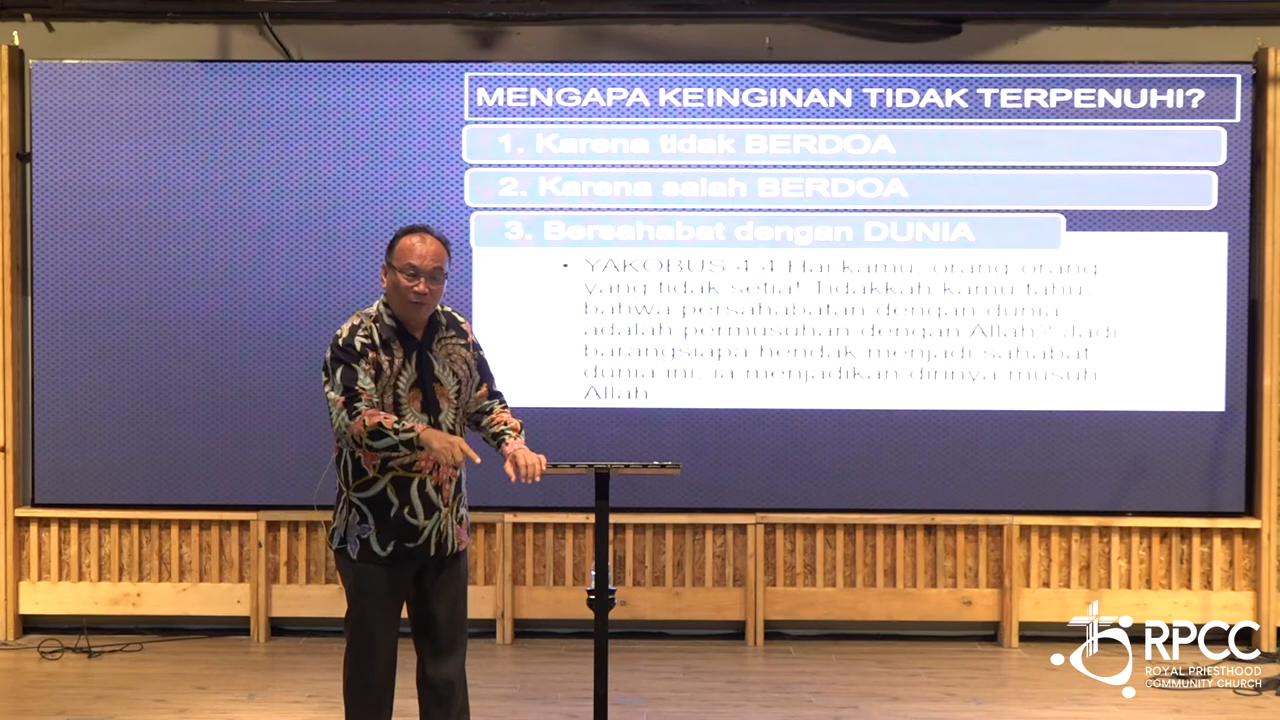 MENGAPA KEINGINAN TIDAK TERPENUHI?
1. Karena tidak BERDOA
2. Karena salah BERDOA
3. Bersahabat dengan DUNIA
• YAKOBUS 4:4 Hai kamu, orang-orang
yang tidak setia! Tidakkah kamu tahu,
bahwa persahabatan dengan dunia
adalah permusuhan dengan Allah? Jadi
barangsiapa hendak menjadi sahabat
dunia ini, ia menjadikan dirinya musuh
Allah
RPCC
ROYAL PRIESTHOOD
COMMUNITY CHURCH